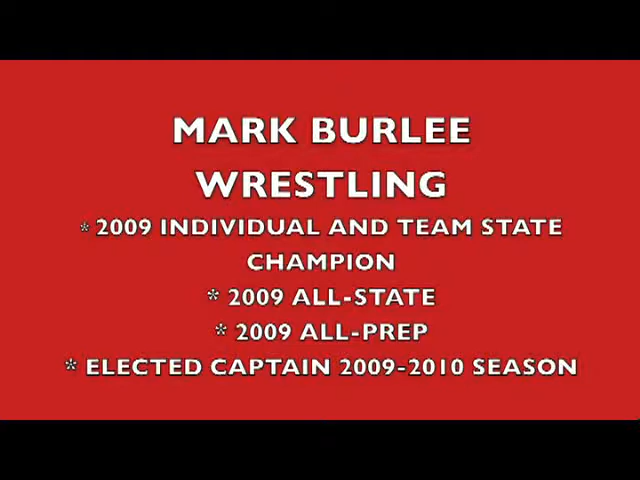 MARK BURLEE
WRESTLING
* 2009 INDIVIDUAL AND TEAM STATE
CHAMPION
* 2009 ALL-STATE
* 2009 ALL-PREP
* ELECTED CAPTAIN 2009-2010 SEASON